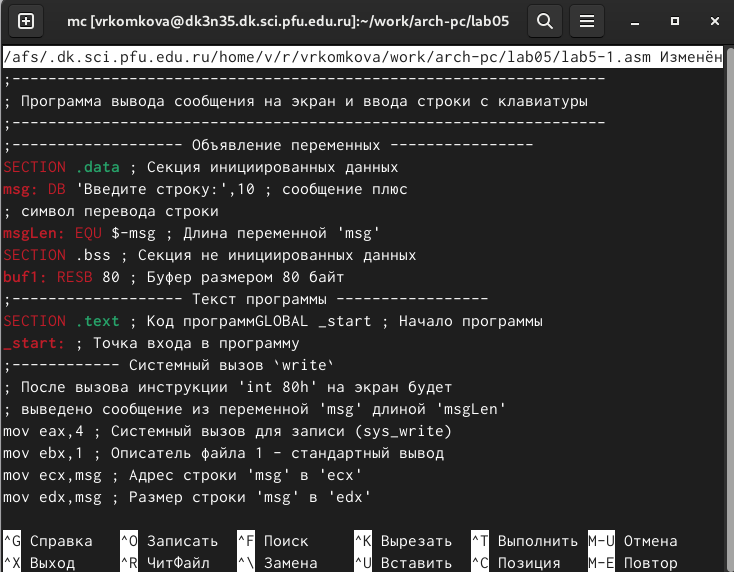 mc [vrkomkova@dk3n35.dk.sci.pfu.edu.ru]:~/work/arch-pc/lab05
/afs/.dk.sci.pfu.edu.ru/home/v/r/vrkomkova/work/arch-pc/lab05/lab5-1.asm Изменён
;------------------------------------------------------------------
; Программа вывода сообщения на экран и ввода строки с клавиатуры
;------------------------------------------------------------------
;------------------- Объявление переменных ----------------
SECTION .data ; Секция инициированных данных
msg: DB 'Введите строку:',10 ; сообщение плюс
; символ перевода строки
msgLen: EQU $-msg ; Длина переменной 'msg'
SECTION .bss ; Секция не инициированных данных
buf1: RESB 80 ; Буфер размером 80 байт
;------------------- Текст программы -----------------
SECTION .text ; Код программGLOBAL _start ; Начало программы
_start: ; Точка входа в программу
;------------ Системный вызов `write`
; После вызова инструкции 'int 80h' на экран будет
; выведено сообщение из переменной 'msg' длиной 'msgLen'
mov eax,4 ; Системный вызов для записи (sys_write)
mov ebx,1 ; Описатель файла 1 - стандартный вывод
mov ecx,msg ; Адрес строки 'msg' в 'ecx'
mov edx,msg ; Размер строки 'msg' в 'edx'
^G Справка ^O Записать ^F Поиск ^K Вырезать ^T Выполнить M-U Отмена
^X Выход ^R ЧитФайл ^\ Замена ^U Вставить ^C Позиция M-E Повтор